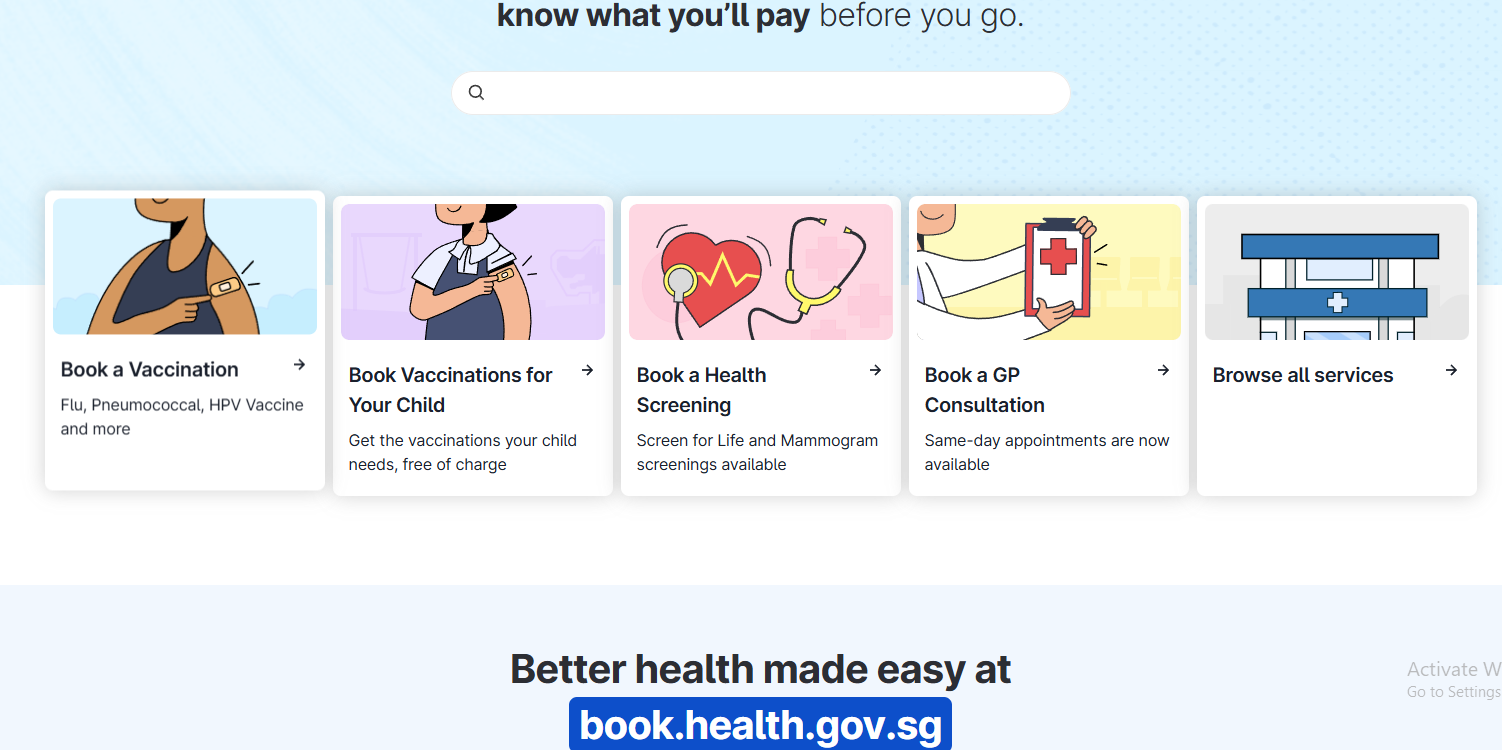 know what you’ll pay before you go.
Book a Vaccination
Flu, Pneumococcal, HPV Vaccine
and more
Book Vaccinations for
Your Child
Get the vaccinations your child
needs, free of charge
Book a Health
Screening
Screen for Life and Mammogram
screenings available
Book a GP
Consultation
Same-day appointments are now
available
Browse all services
Better health made easy at
book.health.gov.sg
Activate W
Go to Settings